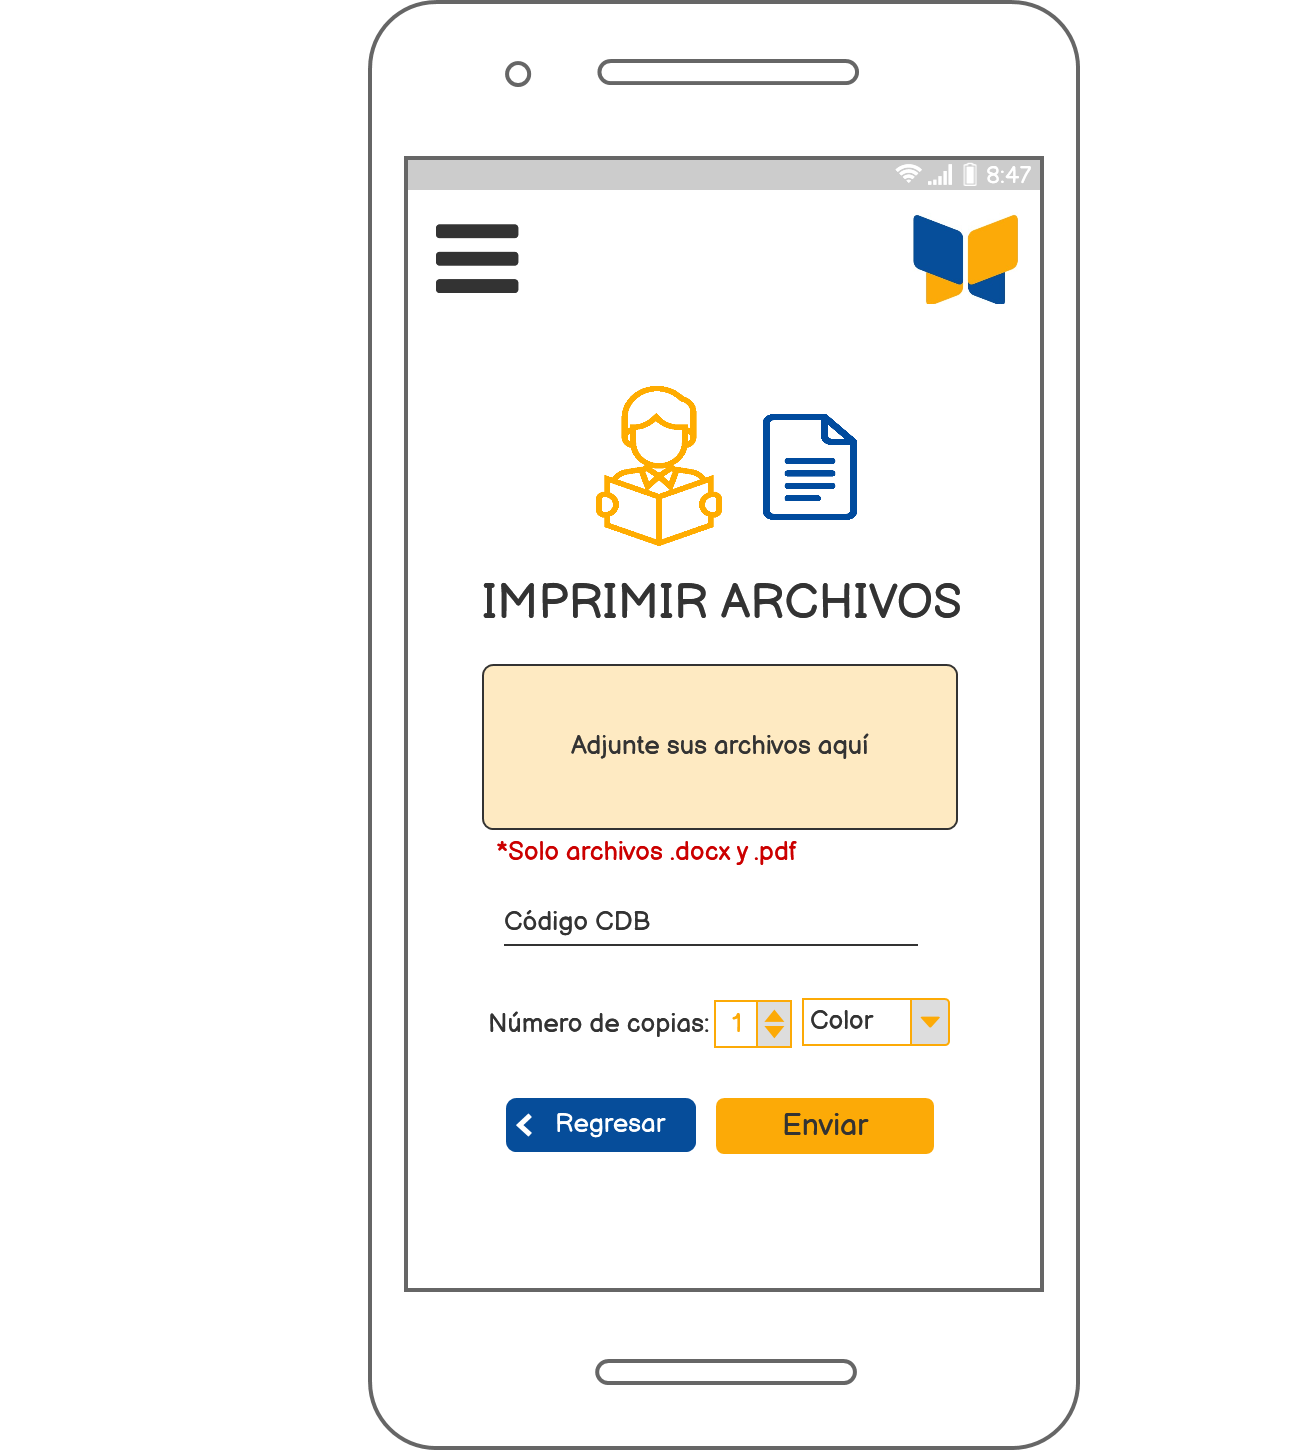 8:47
IMPRIMIR ARCHIVOS
Adjunte sus archivos aquí
*Solo archivos .docx y .pdf
Código CDB
Número de copias: 1 Color
Regresar Enviar